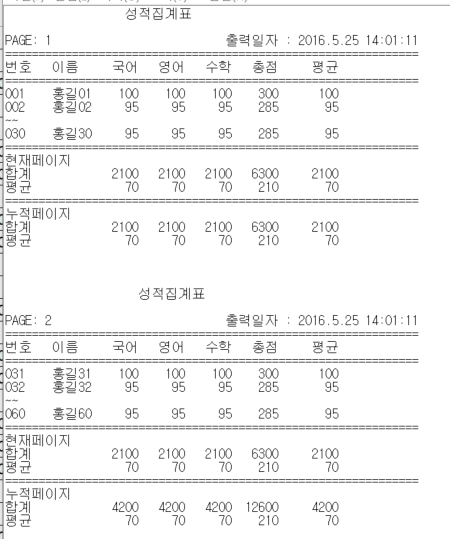 성적집계표
PAGE: 1 출력일자 : 2016.5.25 14:01:11
==================================================
번호 이름 국어 영어 수학 총점 평균
==================================================
001 홍길01 100 100 100 300 100
002 홍길02 95 95 95 285 95
~~
030 홍길30 95 95 95 285 95
==================================================
현재페이지
합계 2100 2100 2100 6300 2100
평균 70 70 70 210 70
==================================================
누적페이지
합계 2100 2100 2100 6300 2100
평균 70 70 70 210 70
성적집계표
PAGE: 2 출력일자 : 2016.5.25 14:01:11
==================================================
번호 이름 국어 영어 수학 총점 평균
==================================================
031 홍길31 100 100 100 300 100
032 홍길32 95 95 95 285 95
~~
060 홍길60 95 95 95 285 95
==================================================
현재페이지
합계 2100 2100 2100 6300 2100
평균 70 70 70 210 70
==================================================
누적페이지
합계 4200 4200 4200 12600 4200
평균 70 70 70 210 70